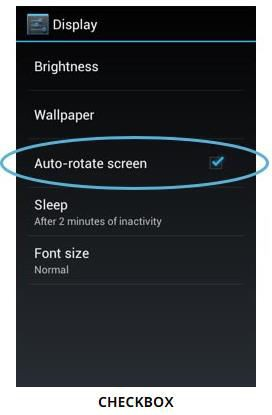 Display
Brightness
Wallpaper
Auto-rotate screen
Sleep
After 2 minutes of inactivity
Font size
Normal
CHECKBOX